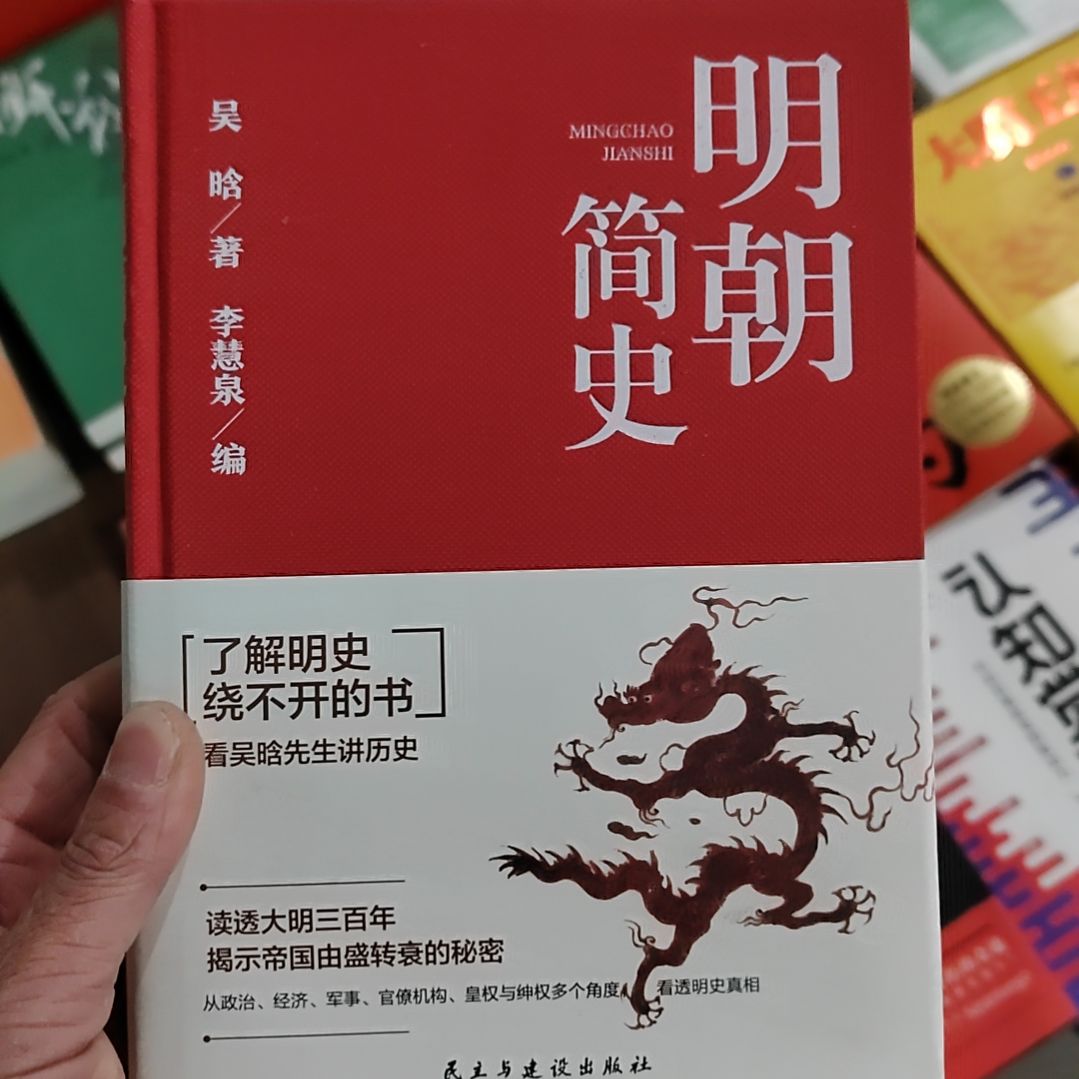 明朝
简史
MINGCHAO
JIANSHI
吴晗/著 李慧泉/编
了解明史
绕不开的书
看吴晗先生讲历史
读透大明三百年
揭示帝国由盛转衰的秘密
从政治、经济、军事、官僚机构、皇权与绅权多个角度, 看透明史真相
民主与建设出版社
认知